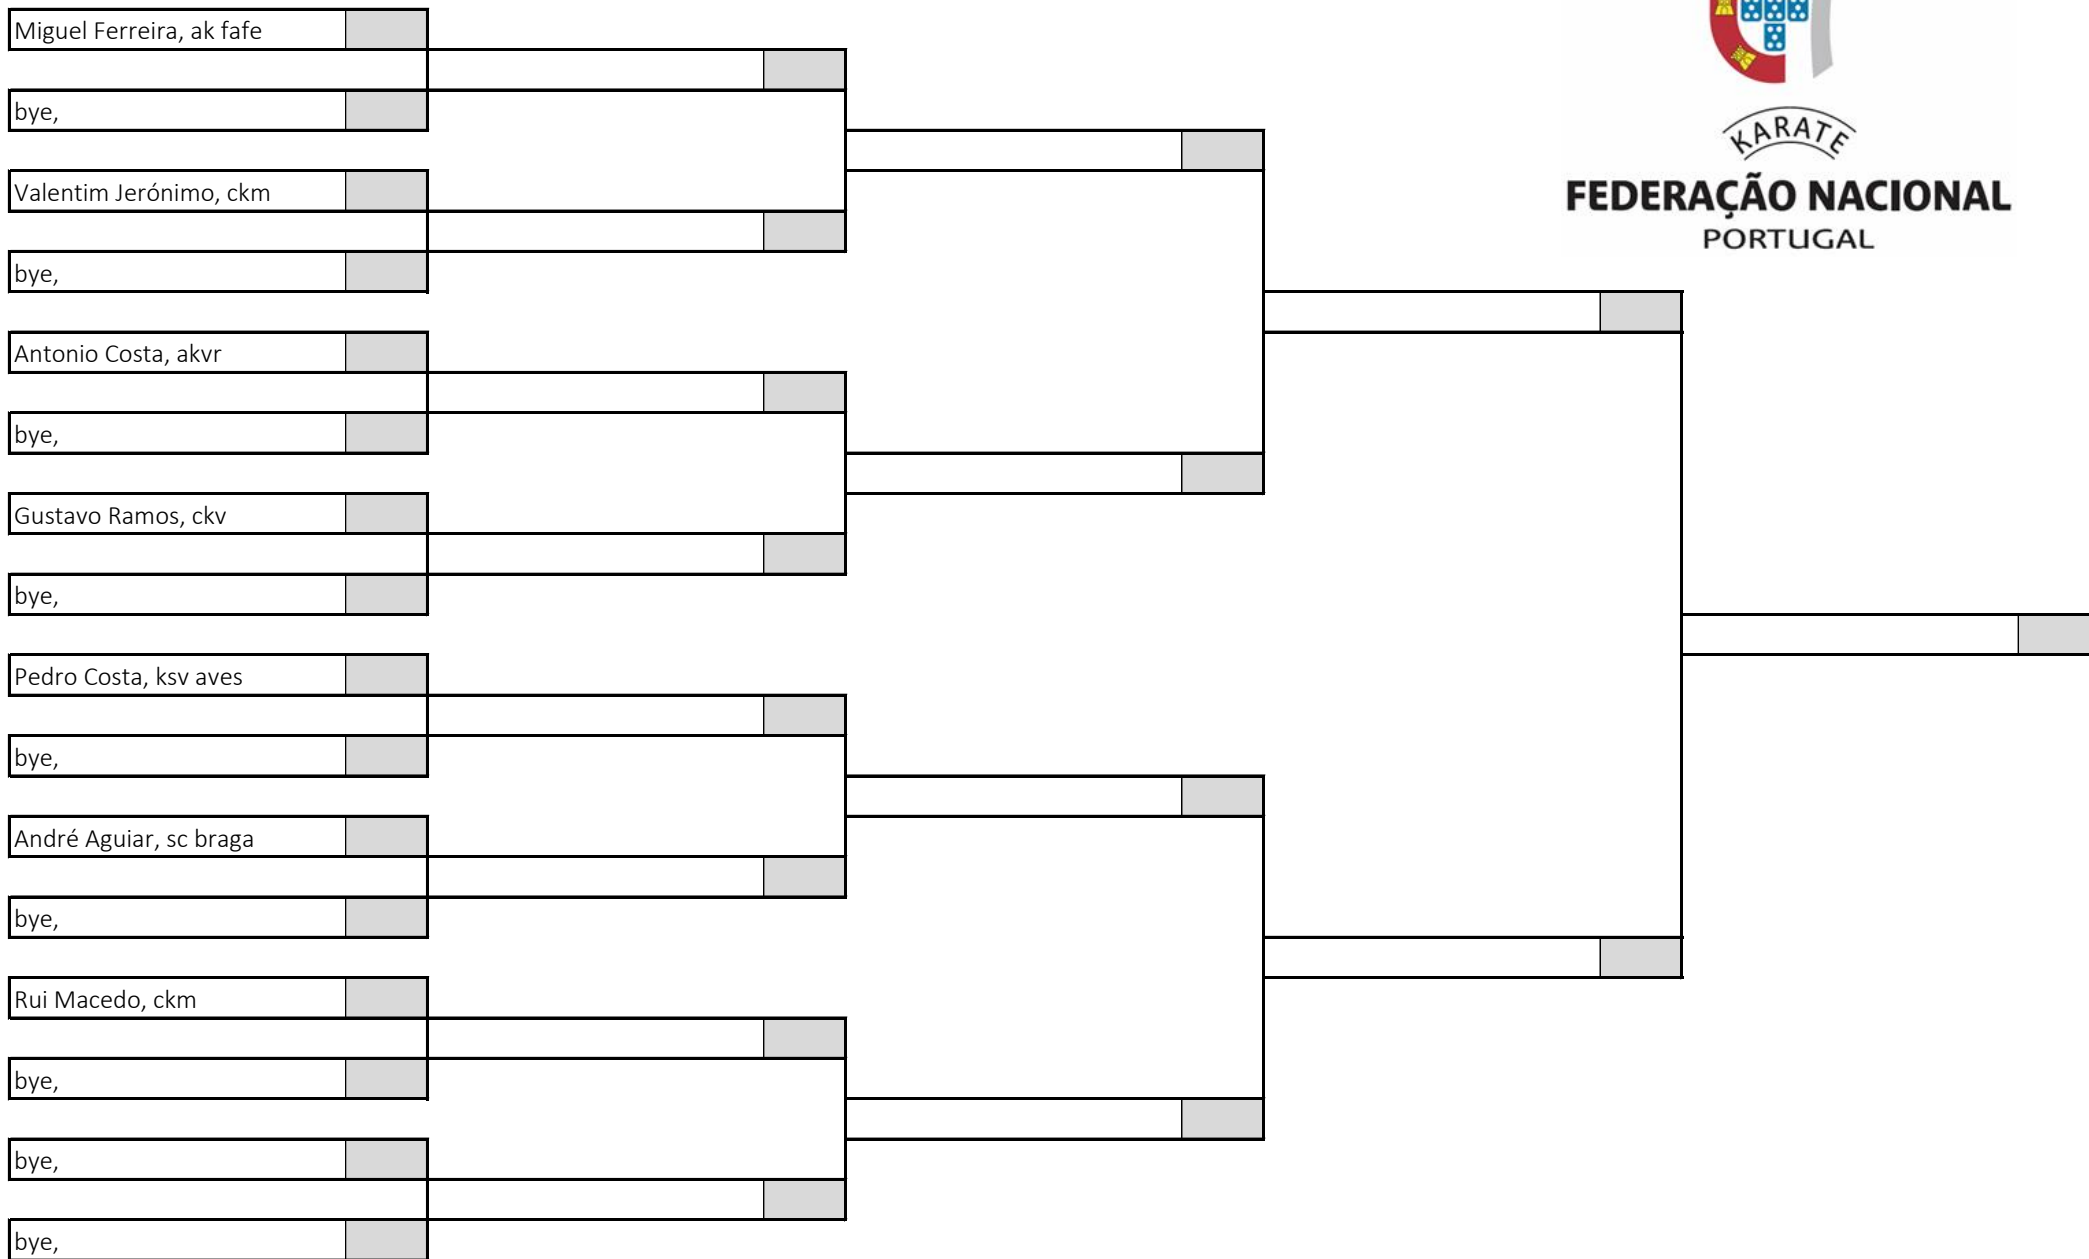 Miguel Ferreira, ak fafe
bye,
Valentim Jerónimo, ckm
bye,
Antonio Costa, akvr
bye,
Gustavo Ramos, ckv
bye,
Pedro Costa, ksv aves
bye,
André Aguiar, sc braga
bye,
Rui Macedo, ckm
bye,
bye,
bye,
KARATE
FEDERAÇÃO NACIONAL
PORTUGAL